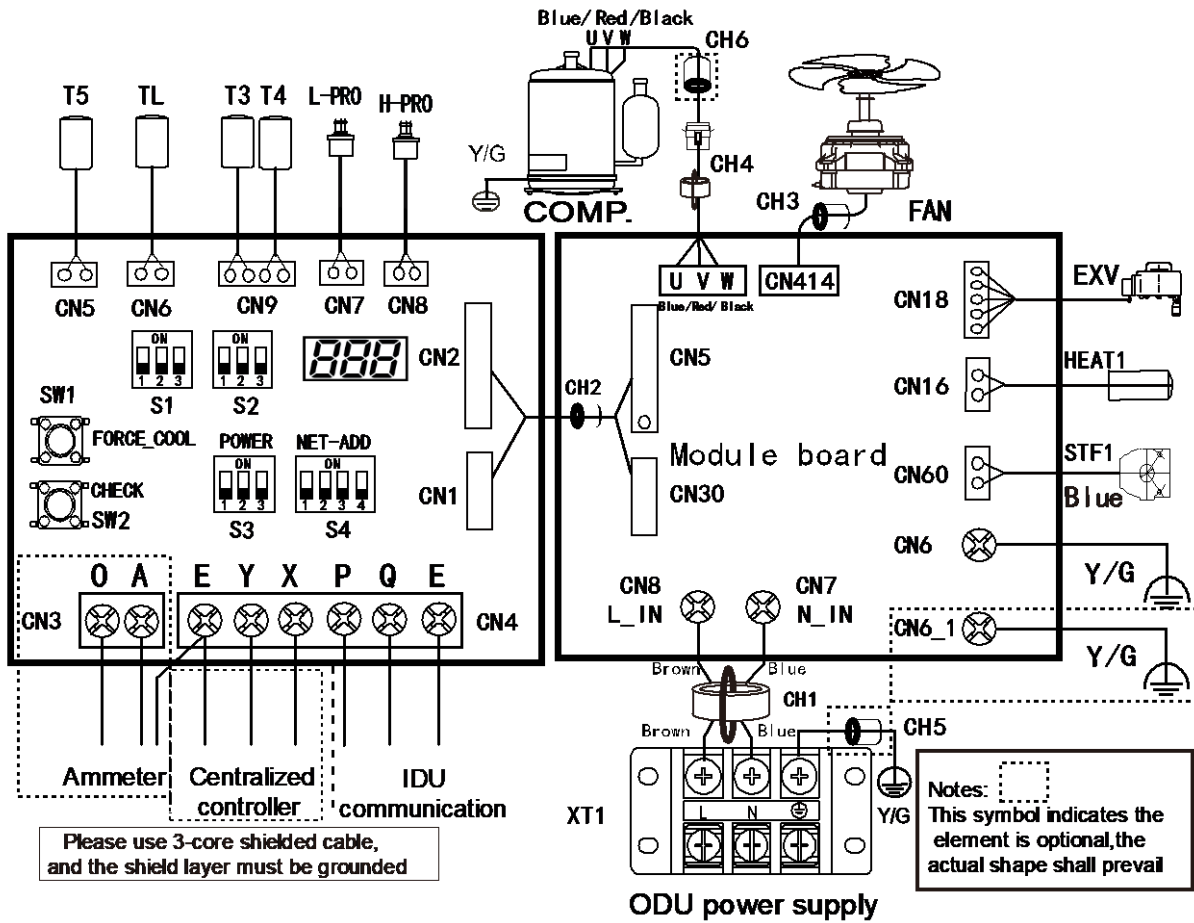 Blue/Red/Black
U V W
CH6
T5
TL
T3 T4
L-PRO
H-PRO
Y/G
CH4
COMP.
CH3
FAN
CN5
CN6
CN9
CN7
CN8
U V W
CN414
Blue/Red/Black
CN18
EXV
ON
1 2 3
S1
ON
1 2 3
S2
888
CN2
CN5
CN16
HEAT1
SW1
FORCE_COOL
CH2
POWER
ON
1 2 3
S3
NET-ADD
ON
1 2 3 4
S4
CHECK
SW2
CN1
Module board
CN30
CN60
STF1
Blue
CN6
Y/G
CN3
O A
E Y X P Q E
CN4
CN8
L_IN
CN7
N_IN
CN6_1
Y/G
Brown
Blue
CH1
Brown
Blue
CH5
Y/G
Ammeter
Centralized
controller
IDU
communication
XT1
L N
Please use 3-core shielded cable,
and the shield layer must be grounded
ODU power supply
Notes:
This symbol indicates the
element is optional,the
actual shape shall prevail